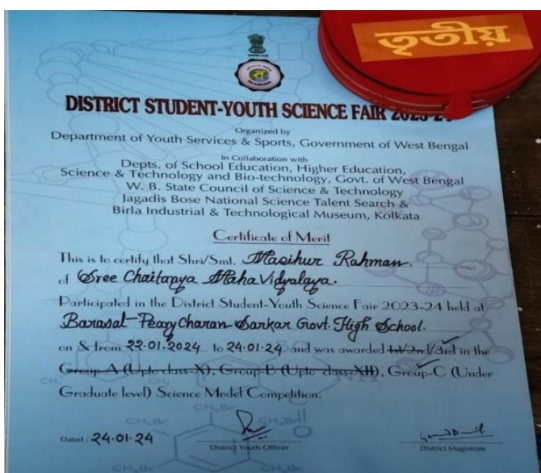 তৃতীয়
DISTRICT STUDENT-YOUTH SCIENCE FAIR 2023-24
Organized by
Department of Youth Services & Sports, Government of West Bengal
In Collaboration with
Depts. of School Education, Higher Education,
Science & Technology and Bio-technology, Govt. of West Bengal
W. B. State Council of Science & Technology
Jagadis Bose National Science Talent Search &
Birla Industrial & Technological Museum, Kolkata
Certificate of Merit
This is to certify that Shri/Smt. Masihur Rahman.
of Sree Chaitanya Maha Vidyalaya.
Participated in the District Student-Youth Science Fair 2023-24 held at
Barasat Peary Charan Sarkar Govt. High School.
on & from 22.01.2024 to 24.01.24 and was awarded 1st/2nd/3rd in the
Group-A (Upto class-X), Group-B (Upto class-XII), Group-C (Under
Graduate level) Science Model Competition.
Dated : 24.01.24
District Youth Officer
District Magistrate